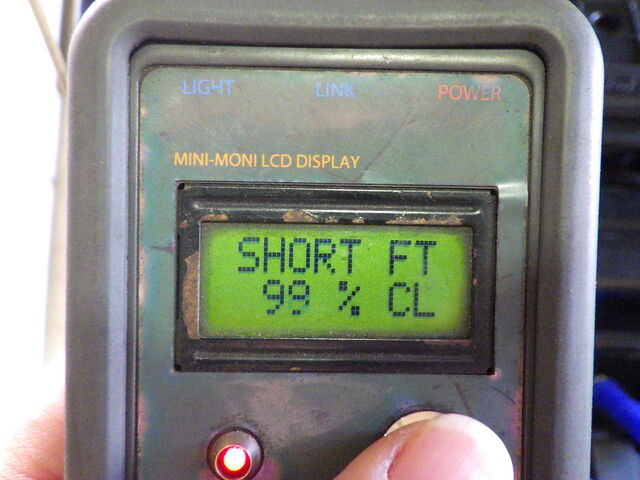 LIGHT LINK POWER
MINI-MONI LCD DISPLAY
SHORT FT
99 % CL